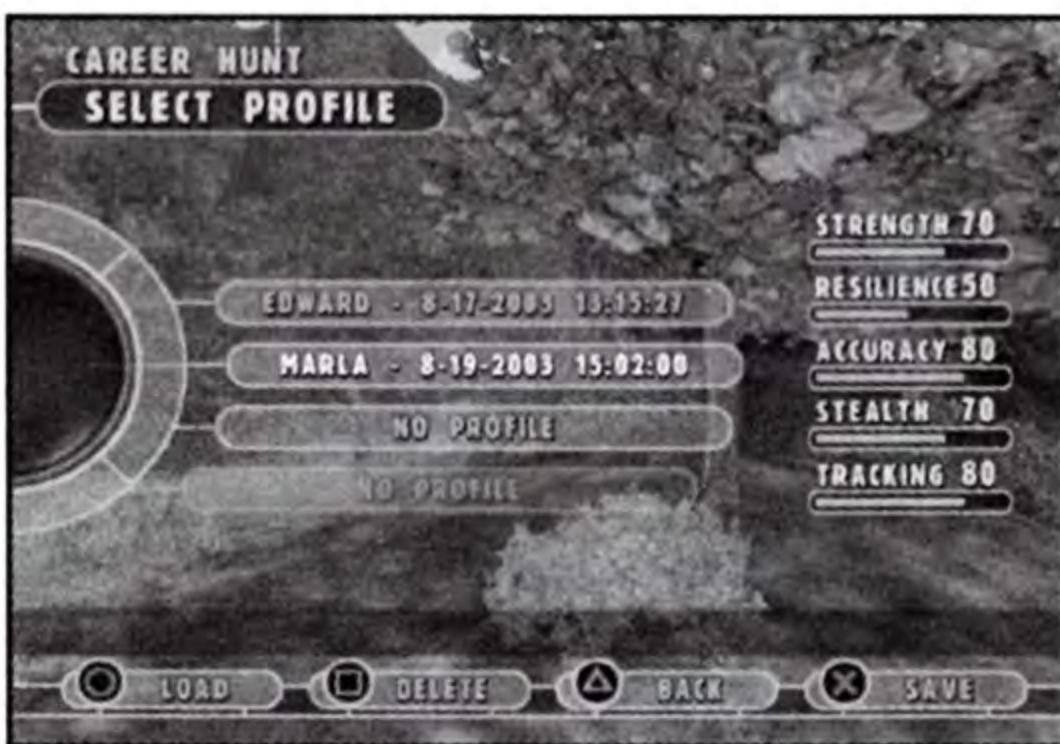 CAREER HUNT
SELECT PROFILE
EDWARD - 8-17-2003 13:15:27
MARLA - 8-19-2003 15:02:00
NO PROFILE
NO PROFILE
STRENGTH 70
RESILIENCE 50
ACCURACY 80
STEALTH 70
TRACKING 80
LOAD
DELETE
BACK
SAVE